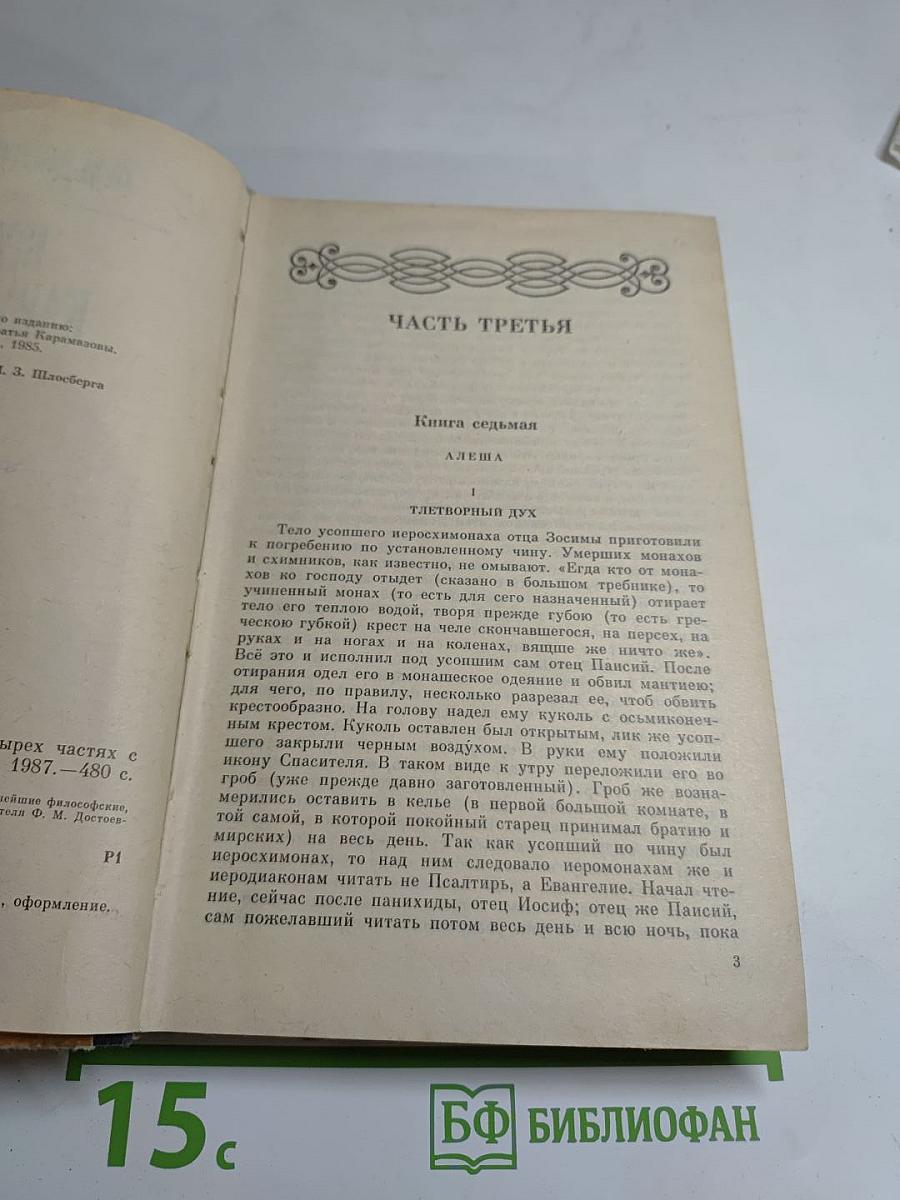 о изданию:
ратья Карамазовы.
, 1985.
З. Шлосберга
ырех частях с
1987.—480 с.
нейшие философские,
ателя Ф. М. Достоев-
Р1
, оформление.
ЧАСТЬ ТРЕТЬЯ
Книга седьмая
АЛЕША
I
ТЛЕТВОРНЫЙ ДУХ
Тело усопшего иеросхимонаха отца Зосимы приготовили
к погребению по установленному чину. Умерших монахов
и схимников, как известно, не омывают. «Егда кто от мона-
хов ко господу отыдет (сказано в большом требнике), то
учиненный монах (то есть для сего назначенный) отирает
тело его теплою водой, творя прежде губою (то есть гре-
ческою губкой) крест на челе скончавшегося, на персех, на
руках и на ногах и на коленах, вящше же ничто же».
Всё это и исполнил под усопшим сам отец Паисий. После
отирания одел его в монашеское одеяние и обвил мантиею;
для чего, по правилу, несколько разрезал ее, чтоб обвить
крестообразно. На голову надел ему куколь с осьмиконеч-
ным крестом. Куколь оставлен был открытым, лик же усоп-
шего закрыли черным возду́хом. В руки ему положили
икону Спасителя. В таком виде к утру переложили его во
гроб (уже прежде давно заготовленный). Гроб же возна-
мерились оставить в келье (в первой большой комнате, в
той самой, в которой покойный старец принимал братию и
мирских) на весь день. Так как усопший по чину был
иеросхимонах, то над ним следовало иеромонахам же и
иеродиаконам читать не Псалтирь, а Евангелие. Начал чте-
ние, сейчас после панихиды, отец Иосиф; отец же Паисий,
сам пожелавший читать потом весь день и всю ночь, пока
3
15 с
БФ БИБЛИОФАН